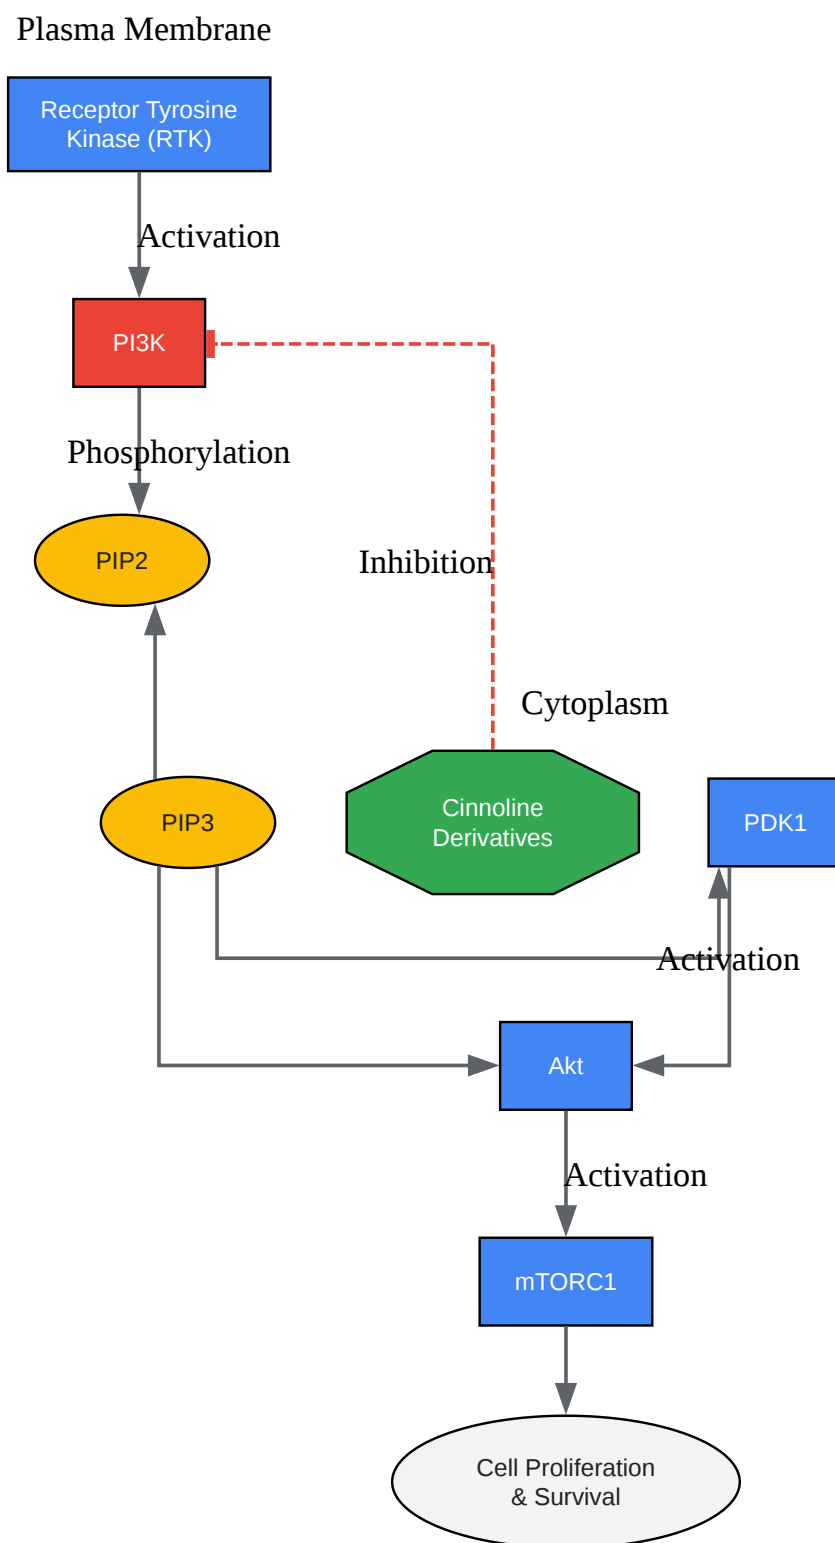 Plasma Membrane
Receptor Tyrosine
Kinase (RTK)
Activation
PI3K
Phosphorylation
PIP2
Inhibition
Cytoplasm
PIP3
Cinnoline
Derivatives
PDK1
Activation
Akt
Activation
mTORC1
Cell Proliferation
& Survival